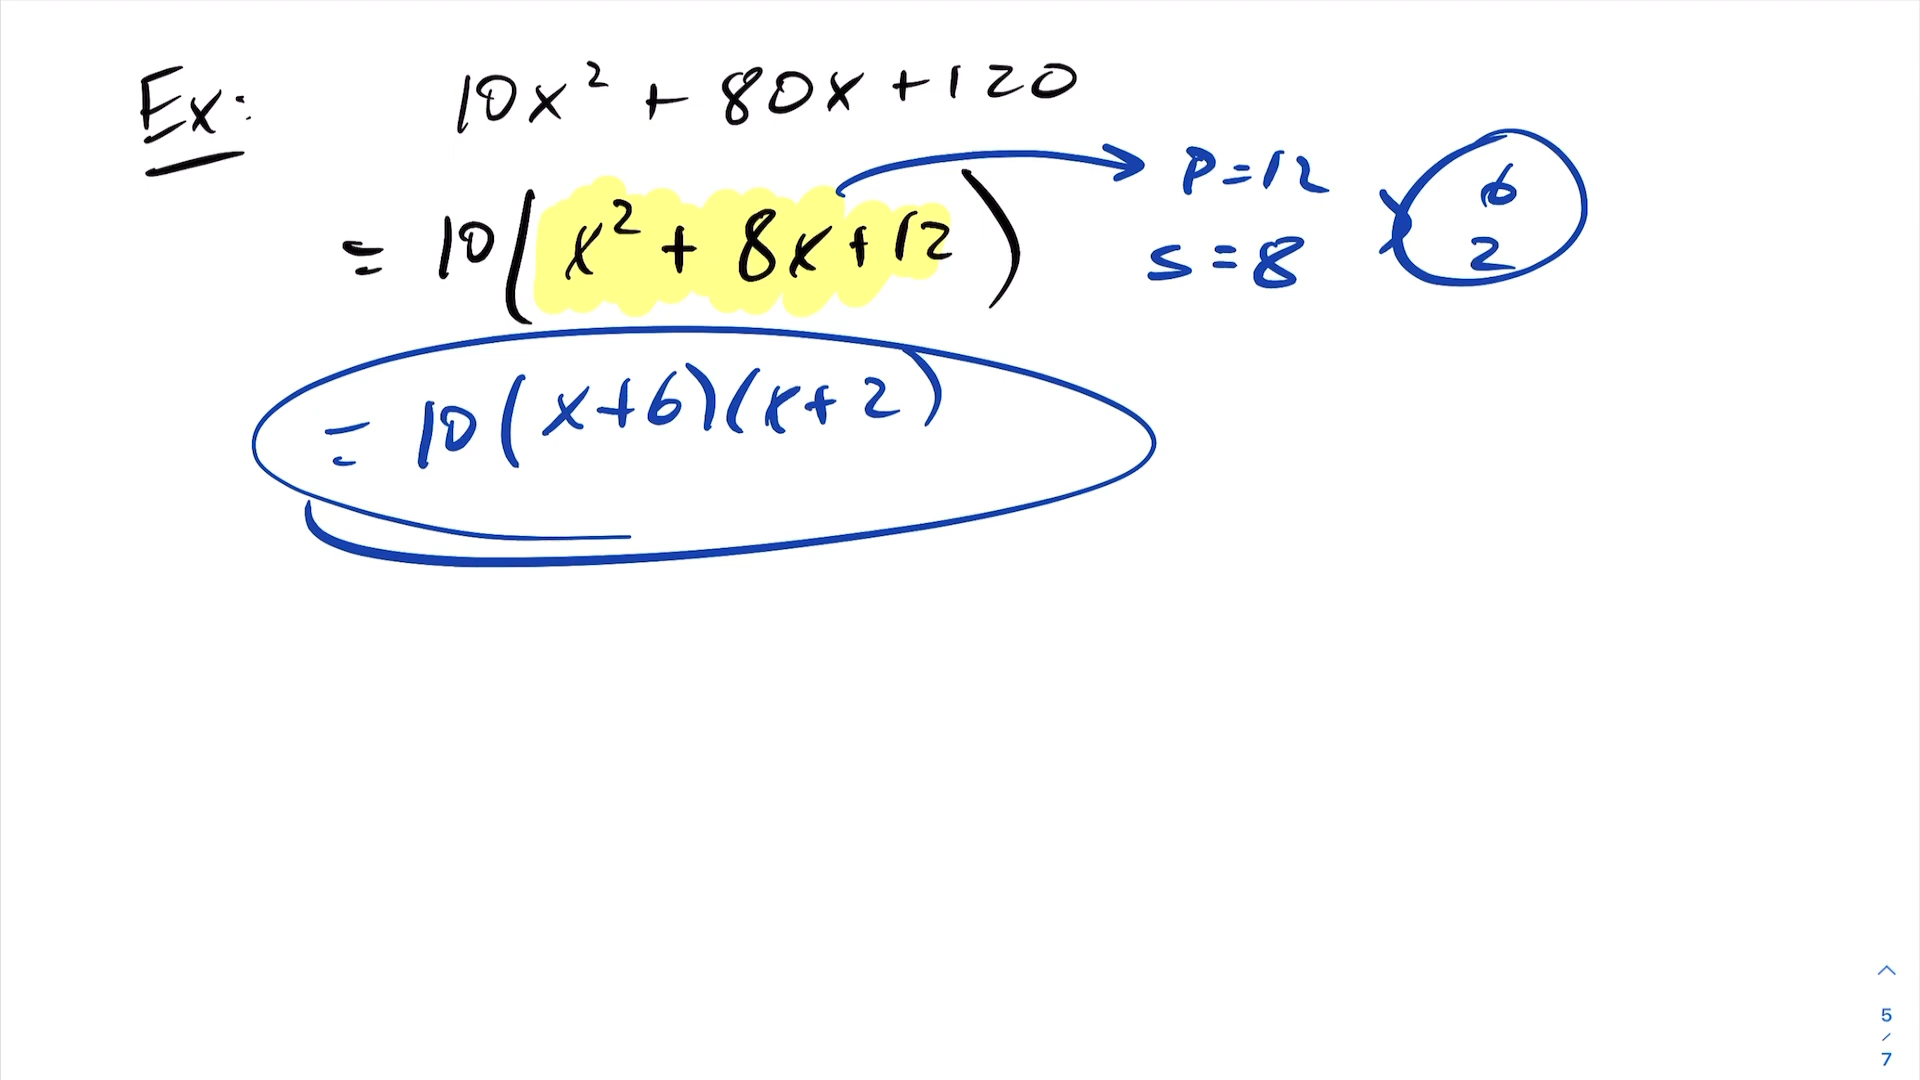 Ex: 10x² + 80x + 120
= 10(x² + 8x + 12)
P = 12
S = 8
6
2
= 10(x+6)(x+2)
5
/
7